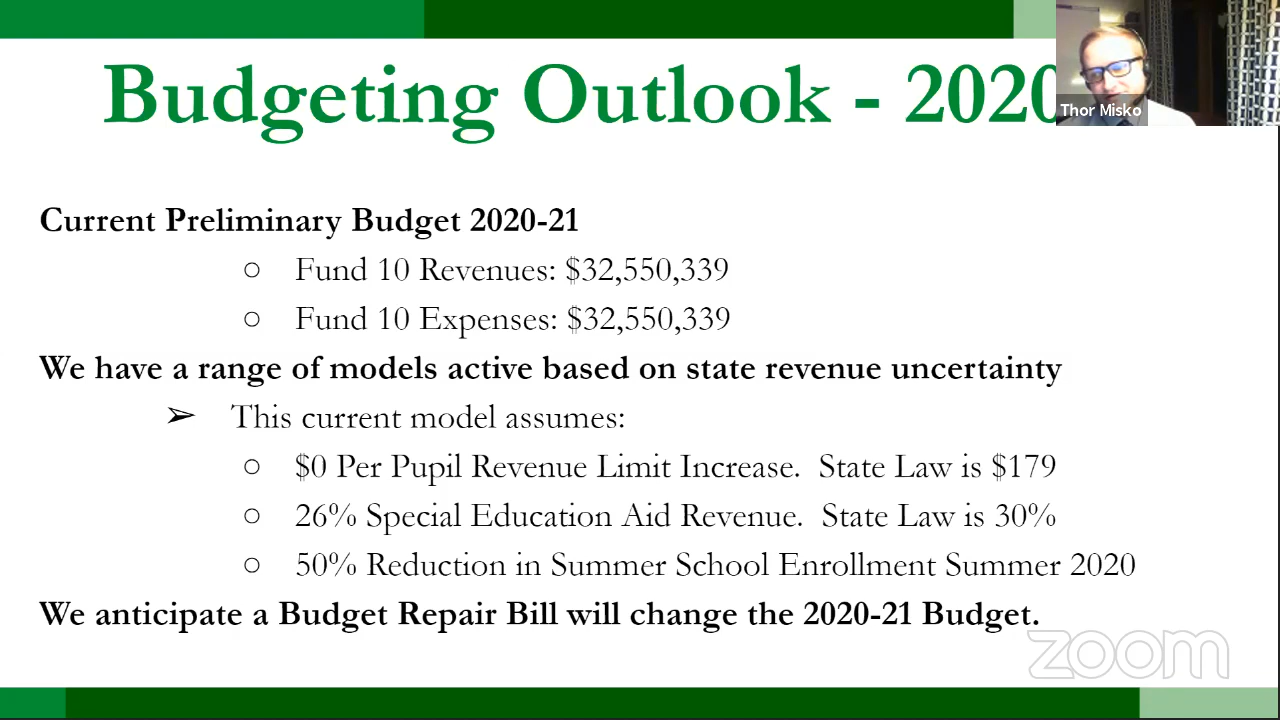 Budgeting Outlook - 2020
Thor Misko
Current Preliminary Budget 2020-21
○ Fund 10 Revenues: $32,550,339
○ Fund 10 Expenses: $32,550,339
We have a range of models active based on state revenue uncertainty
➢ This current model assumes:
○ $0 Per Pupil Revenue Limit Increase. State Law is $179
○ 26% Special Education Aid Revenue. State Law is 30%
○ 50% Reduction in Summer School Enrollment Summer 2020
We anticipate a Budget Repair Bill will change the 2020-21 Budget.
zoom